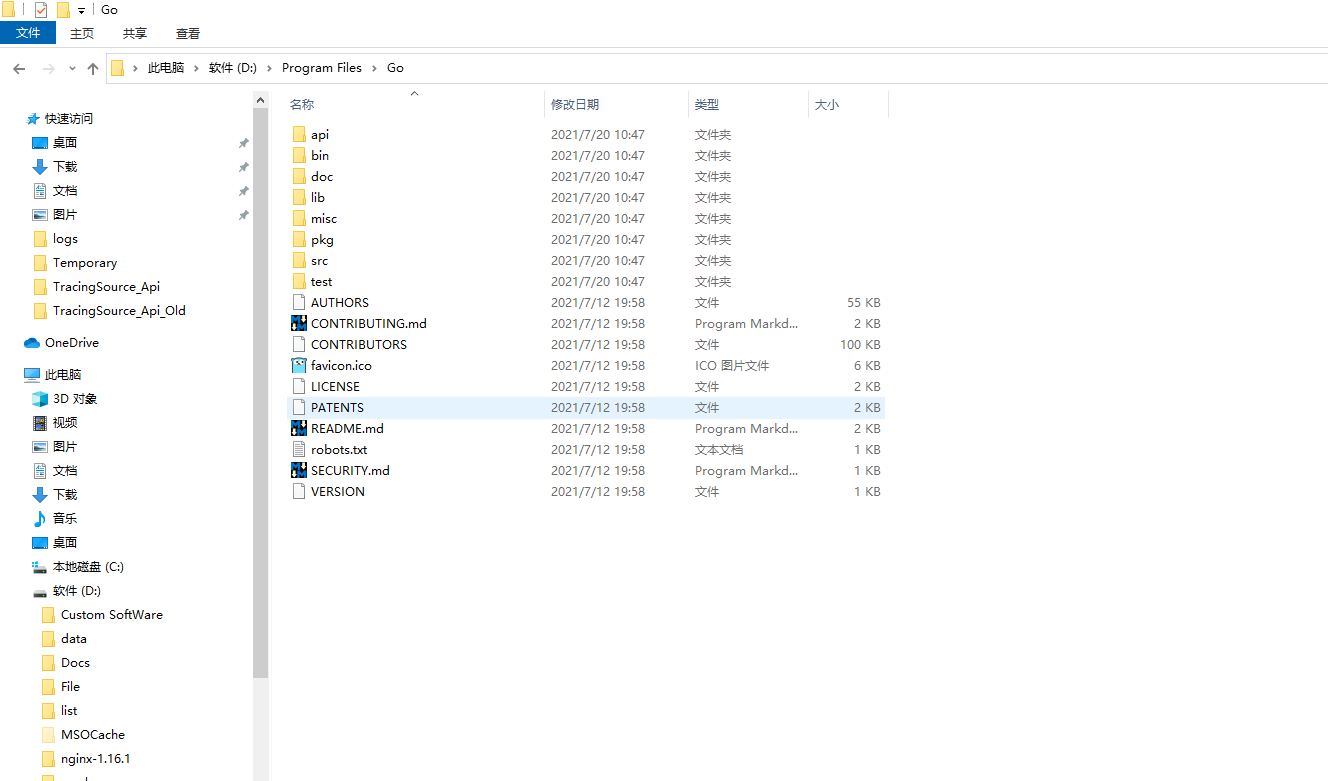 Go
文件 主页 共享 查看
此电脑 软件 (D:) Program Files Go
名称 修改日期 类型 大小
快速访问
桌面
下载
文档
图片
logs
Temporary
TracingSource_Api
TracingSource_Api_Old
OneDrive
此电脑
3D 对象
视频
图片
文档
下载
音乐
桌面
本地磁盘 (C:)
软件 (D:)
Custom SoftWare
data
Docs
File
list
MSOCache
nginx-1.16.1
api 2021/7/20 10:47 文件夹
bin 2021/7/20 10:47 文件夹
doc 2021/7/20 10:47 文件夹
lib 2021/7/20 10:47 文件夹
misc 2021/7/20 10:47 文件夹
pkg 2021/7/20 10:47 文件夹
src 2021/7/20 10:47 文件夹
test 2021/7/20 10:47 文件夹
AUTHORS 2021/7/12 19:58 文件 55 KB
CONTRIBUTING.md 2021/7/12 19:58 Program Markd... 2 KB
CONTRIBUTORS 2021/7/12 19:58 文件 100 KB
favicon.ico 2021/7/12 19:58 ICO 图片文件 6 KB
LICENSE 2021/7/12 19:58 文件 2 KB
PATENTS 2021/7/12 19:58 文件 2 KB
README.md 2021/7/12 19:58 Program Markd... 2 KB
robots.txt 2021/7/12 19:58 文本文档 1 KB
SECURITY.md 2021/7/12 19:58 Program Markd... 1 KB
VERSION 2021/7/12 19:58 文件 1 KB